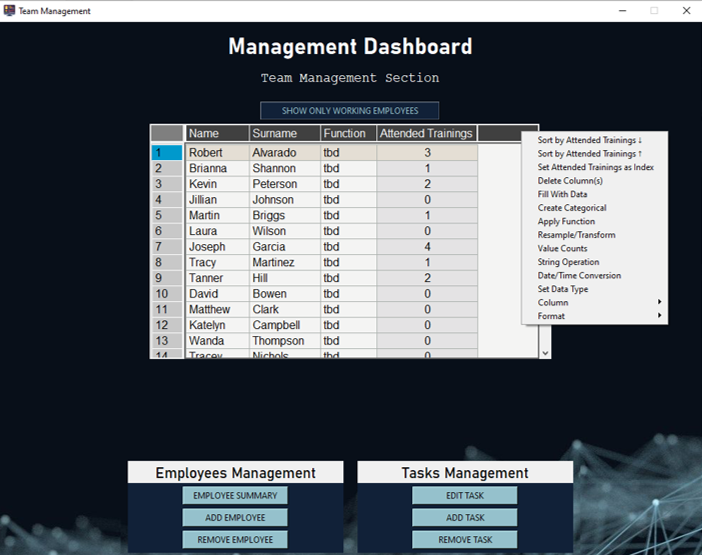 Team Management
Management Dashboard
Team Management Section
SHOW ONLY WORKING EMPLOYEES
Name Surname Function Attended Trainings
1 Robert Alvarado tbd 3
2 Brianna Shannon tbd 1
3 Kevin Peterson tbd 2
4 Jillian Johnson tbd 0
5 Martin Briggs tbd 1
6 Laura Wilson tbd 0
7 Joseph Garcia tbd 4
8 Tracy Martinez tbd 1
9 Tanner Hill tbd 2
10 David Bowen tbd 0
11 Matthew Clark tbd 0
12 Katelyn Campbell tbd 0
13 Wanda Thompson tbd 0
14 Tracey Nichols tbd 0
Sort by Attended Trainings ↓
Sort by Attended Trainings ↑
Set Attended Trainings as Index
Delete Column(s)
Fill With Data
Create Categorical
Apply Function
Resample/Transform
Value Counts
String Operation
Date/Time Conversion
Set Data Type
Column
Format
Employees Management
EMPLOYEE SUMMARY
ADD EMPLOYEE
REMOVE EMPLOYEE
Tasks Management
EDIT TASK
ADD TASK
REMOVE TASK